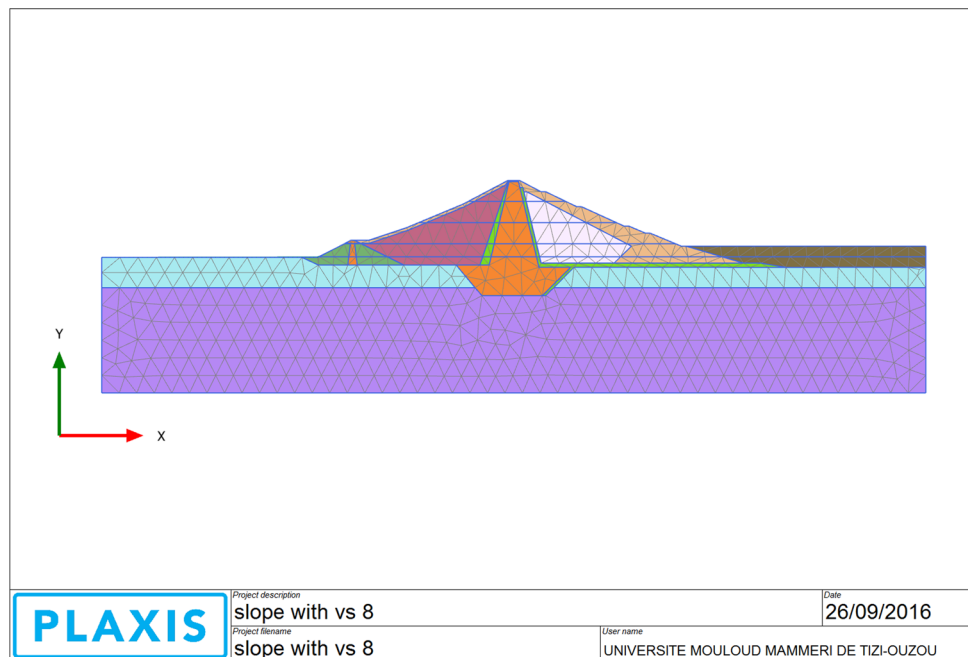 Y
X
PLAXIS
Project description
slope with vs 8
Date
26/09/2016
Project filename
slope with vs 8
User name
UNIVERSITE MOULOUD MAMMERI DE TIZI-OUZOU